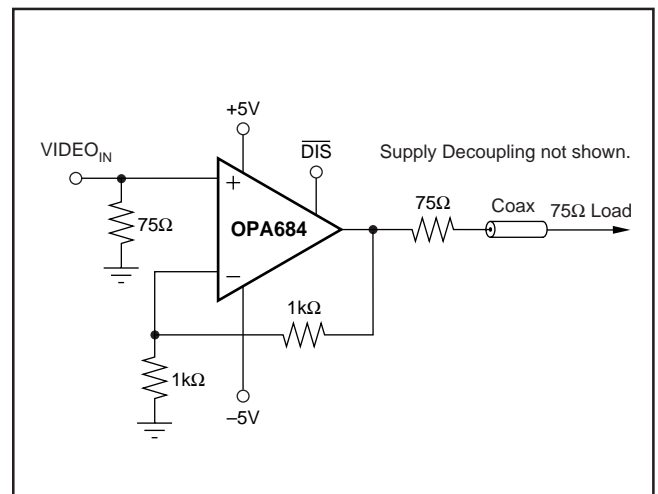 +5V
VIDEO_IN
DIS
Supply Decoupling not shown.
+
75Ω
OPA684
75Ω
Coax
75Ω Load
−
1kΩ
1kΩ
–5V